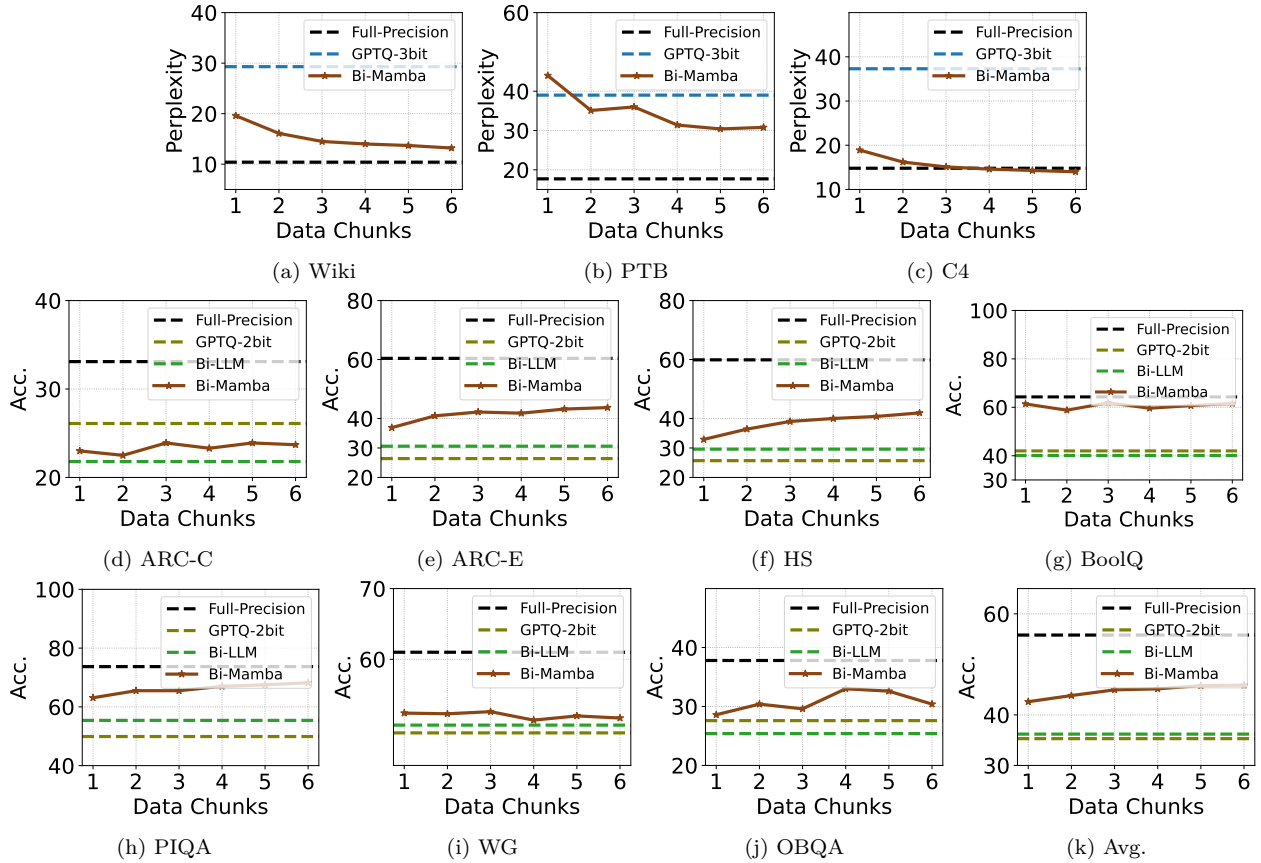 40
30
20
10
Perplexity
Full-Precision
GPTQ-3bit
Bi-Mamba
1 2 3 4 5 6
Data Chunks
(a) Wiki
60
40
30
20
Perplexity
Full-Precision
GPTQ-3bit
Bi-Mamba
1 2 3 4 5 6
Data Chunks
(b) PTB
40
30
20
10
Perplexity
Full-Precision
GPTQ-3bit
Bi-Mamba
1 2 3 4 5 6
Data Chunks
(c) C4
40
30
20
Acc.
Full-Precision
GPTQ-2bit
Bi-LLM
Bi-Mamba
1 2 3 4 5 6
Data Chunks
(d) ARC-C
80
60
40
30
20
Acc.
Full-Precision
GPTQ-2bit
Bi-LLM
Bi-Mamba
1 2 3 4 5 6
Data Chunks
(e) ARC-E
80
60
40
30
20
Acc.
Full-Precision
GPTQ-2bit
Bi-LLM
Bi-Mamba
1 2 3 4 5 6
Data Chunks
(f) HS
100
80
60
40
30
Acc.
Full-Precision
GPTQ-2bit
Bi-LLM
Bi-Mamba
1 2 3 4 5 6
Data Chunks
(g) BoolQ
100
80
60
40
Acc.
Full-Precision
GPTQ-2bit
Bi-LLM
Bi-Mamba
1 2 3 4 5 6
Data Chunks
(h) PIQA
70
60
Acc.
Full-Precision
GPTQ-2bit
Bi-LLM
Bi-Mamba
1 2 3 4 5 6
Data Chunks
(i) WG
40
30
20
Acc.
Full-Precision
GPTQ-2bit
Bi-LLM
Bi-Mamba
1 2 3 4 5 6
Data Chunks
(j) OBQA
60
40
30
Acc.
Full-Precision
GPTQ-2bit
Bi-LLM
Bi-Mamba
1 2 3 4 5 6
Data Chunks
(k) Avg.